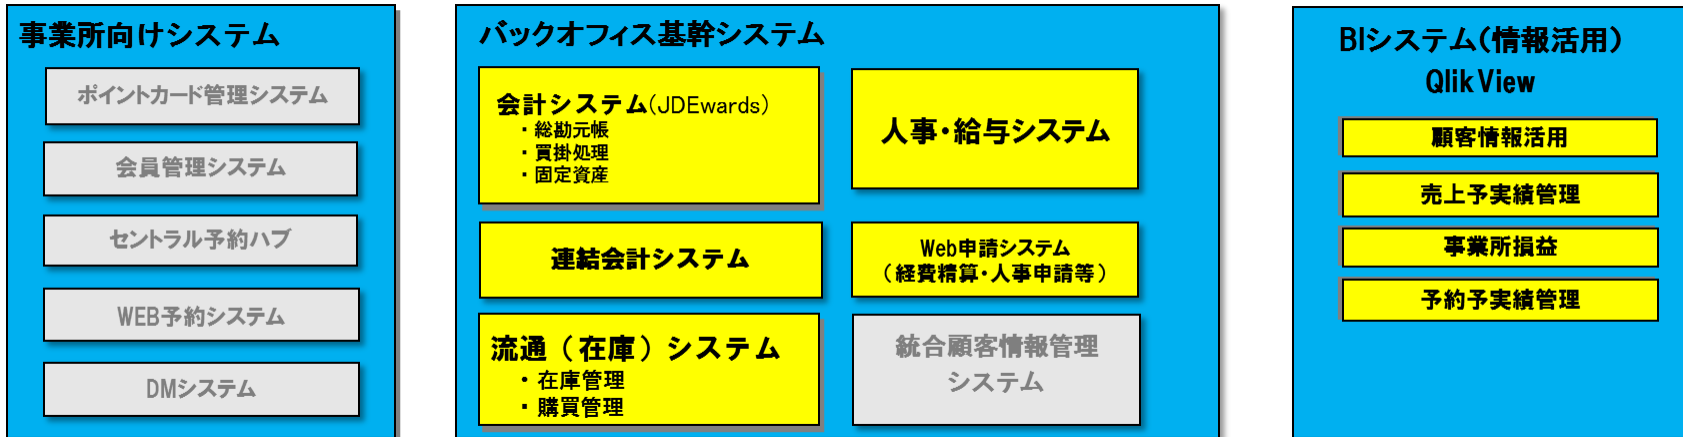 事業所向けシステム
ポイントカード管理システム
会員管理システム
セントラル予約ハブ
WEB予約システム
DMシステム
バックオフィス基幹システム
会計システム(JDEwards)
・総勘元帳
・買掛処理
・固定資産
人事・給与システム
連結会計システム
Web申請システム
（経費精算・人事申請等）
流通（在庫）システム
・在庫管理
・購買管理
統合顧客情報管理
システム
BIシステム(情報活用)
QlikView
顧客情報活用
売上予実績管理
事業所損益
予約予実績管理